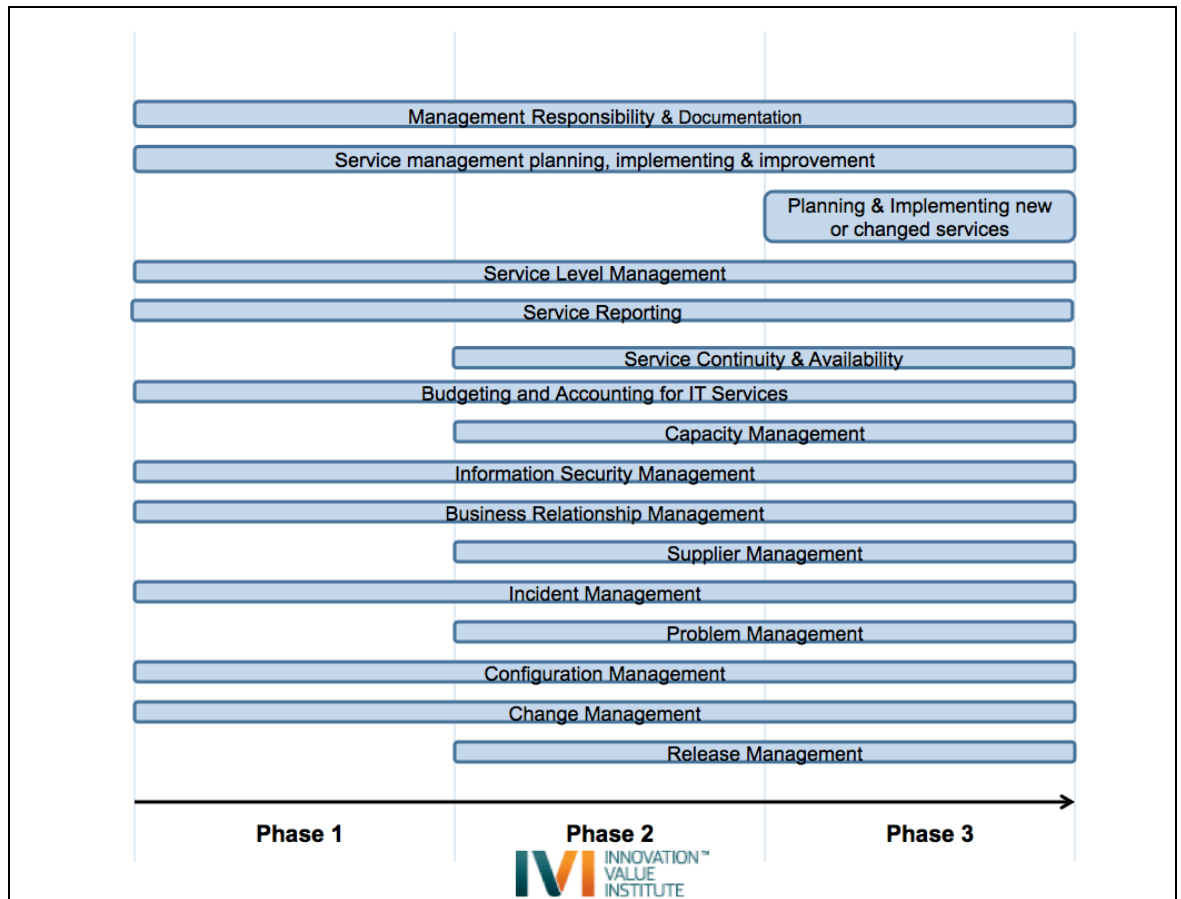 Management Responsibility & Documentation
Service management planning, implementing & improvement
Planning & Implementing new
or changed services
Service Level Management
Service Reporting
Service Continuity & Availability
Budgeting and Accounting for IT Services
Capacity Management
Information Security Management
Business Relationship Management
Supplier Management
Incident Management
Problem Management
Configuration Management
Change Management
Release Management
Phase 1
Phase 2
Phase 3
IVI
INNOVATION™
VALUE
INSTITUTE